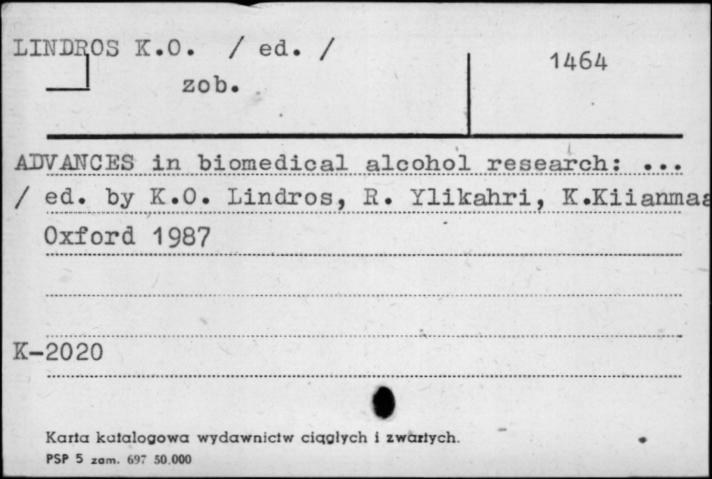 LINDROS K.O. / ed. /
1464
zob.
ADVANCES in biomedical alcohol research: ...
/ ed. by K.O. Lindros, R. Ylikahri, K.Kiianmaa
Oxford 1987
K-2020
Karta katalogowa wydawnictw ciągłych i zwartych.
PSP 5 zam. 697 50.000